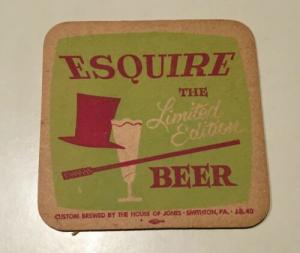 ESQUIRE
THE
Limited
Edition
BEER
CUSTOM BREWED BY THE HOUSE OF JONES • SMITHTON, PA. •